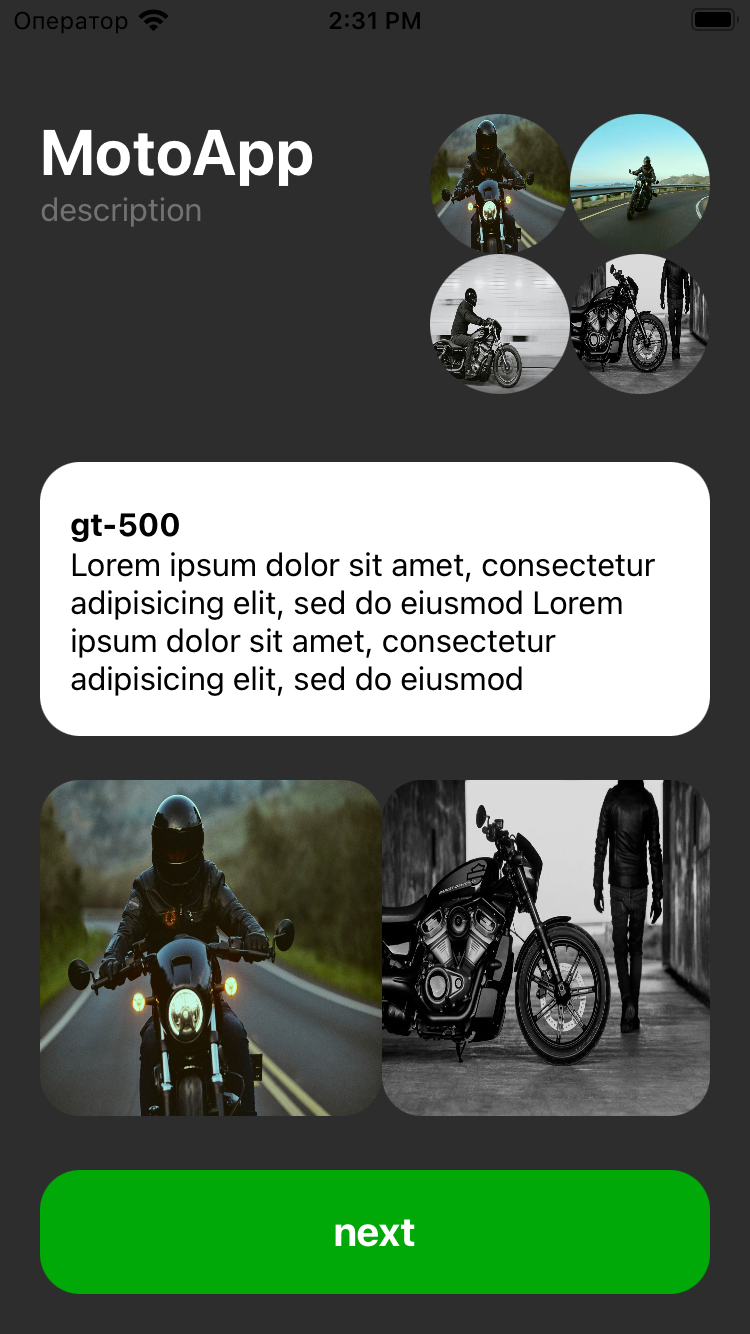 Оператор 2:31 PM
MotoApp
description
gt-500
Lorem ipsum dolor sit amet, consectetur
adipisicing elit, sed do eiusmod Lorem
ipsum dolor sit amet, consectetur
adipisicing elit, sed do eiusmod
next